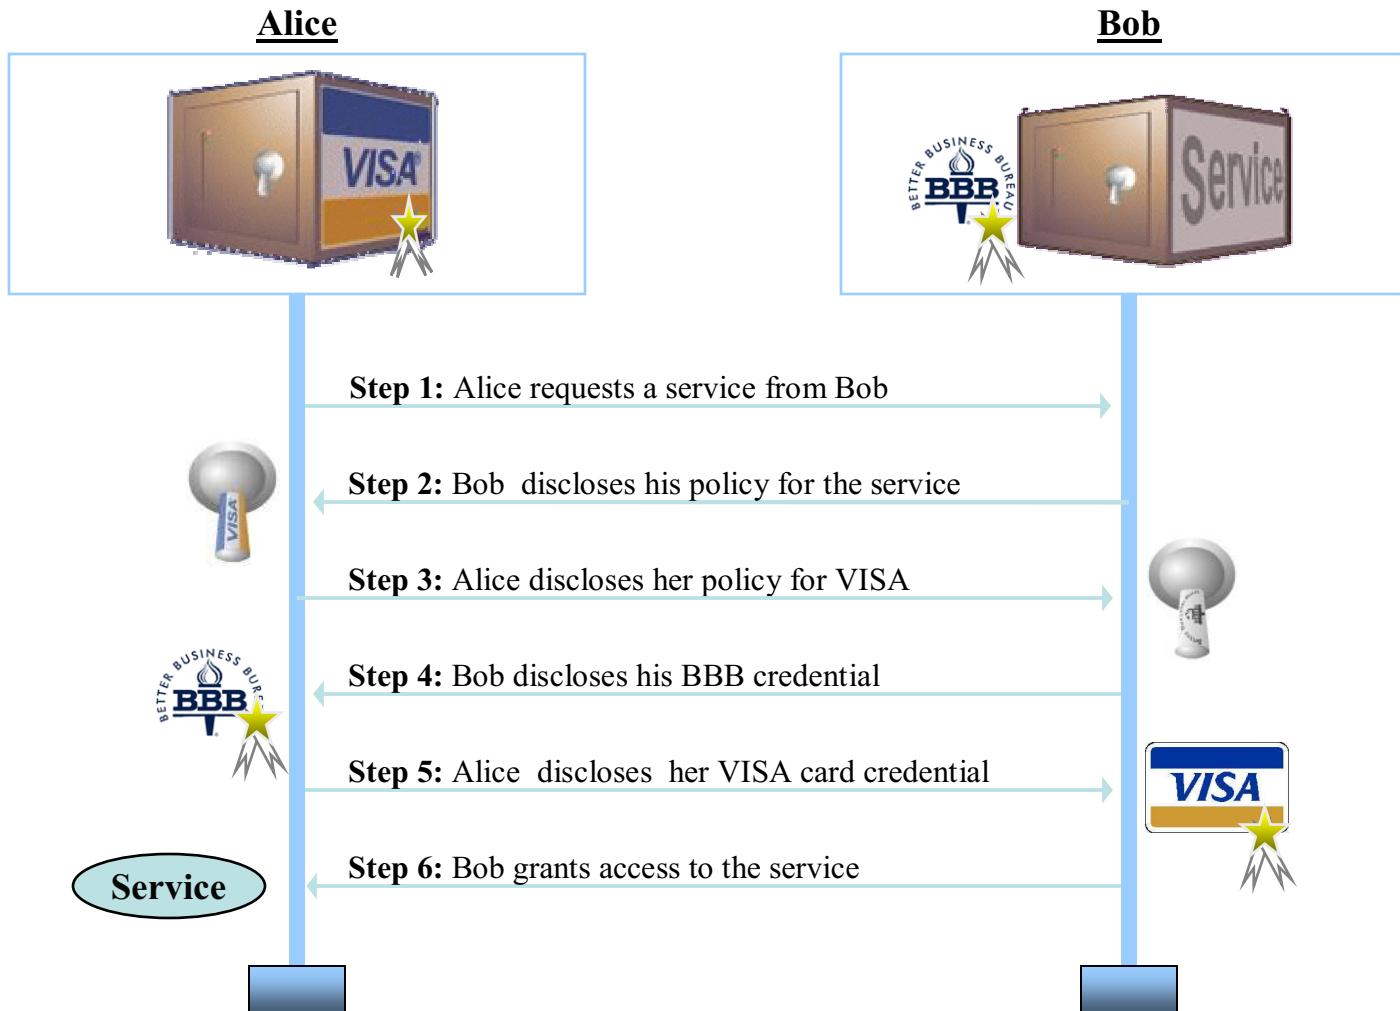 Alice
Bob
VISA
BETTER BUSINESS BUREAU
BBB
Service
Step 1: Alice requests a service from Bob
Step 2: Bob discloses his policy for the service
VISA
Step 3: Alice discloses her policy for VISA
BETTER BUSINESS BURE
BBB
Step 4: Bob discloses his BBB credential
Step 5: Alice discloses her VISA card credential
VISA
Step 6: Bob grants access to the service
Service